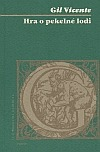 Gil Vicente
Hra o pekelné lodi